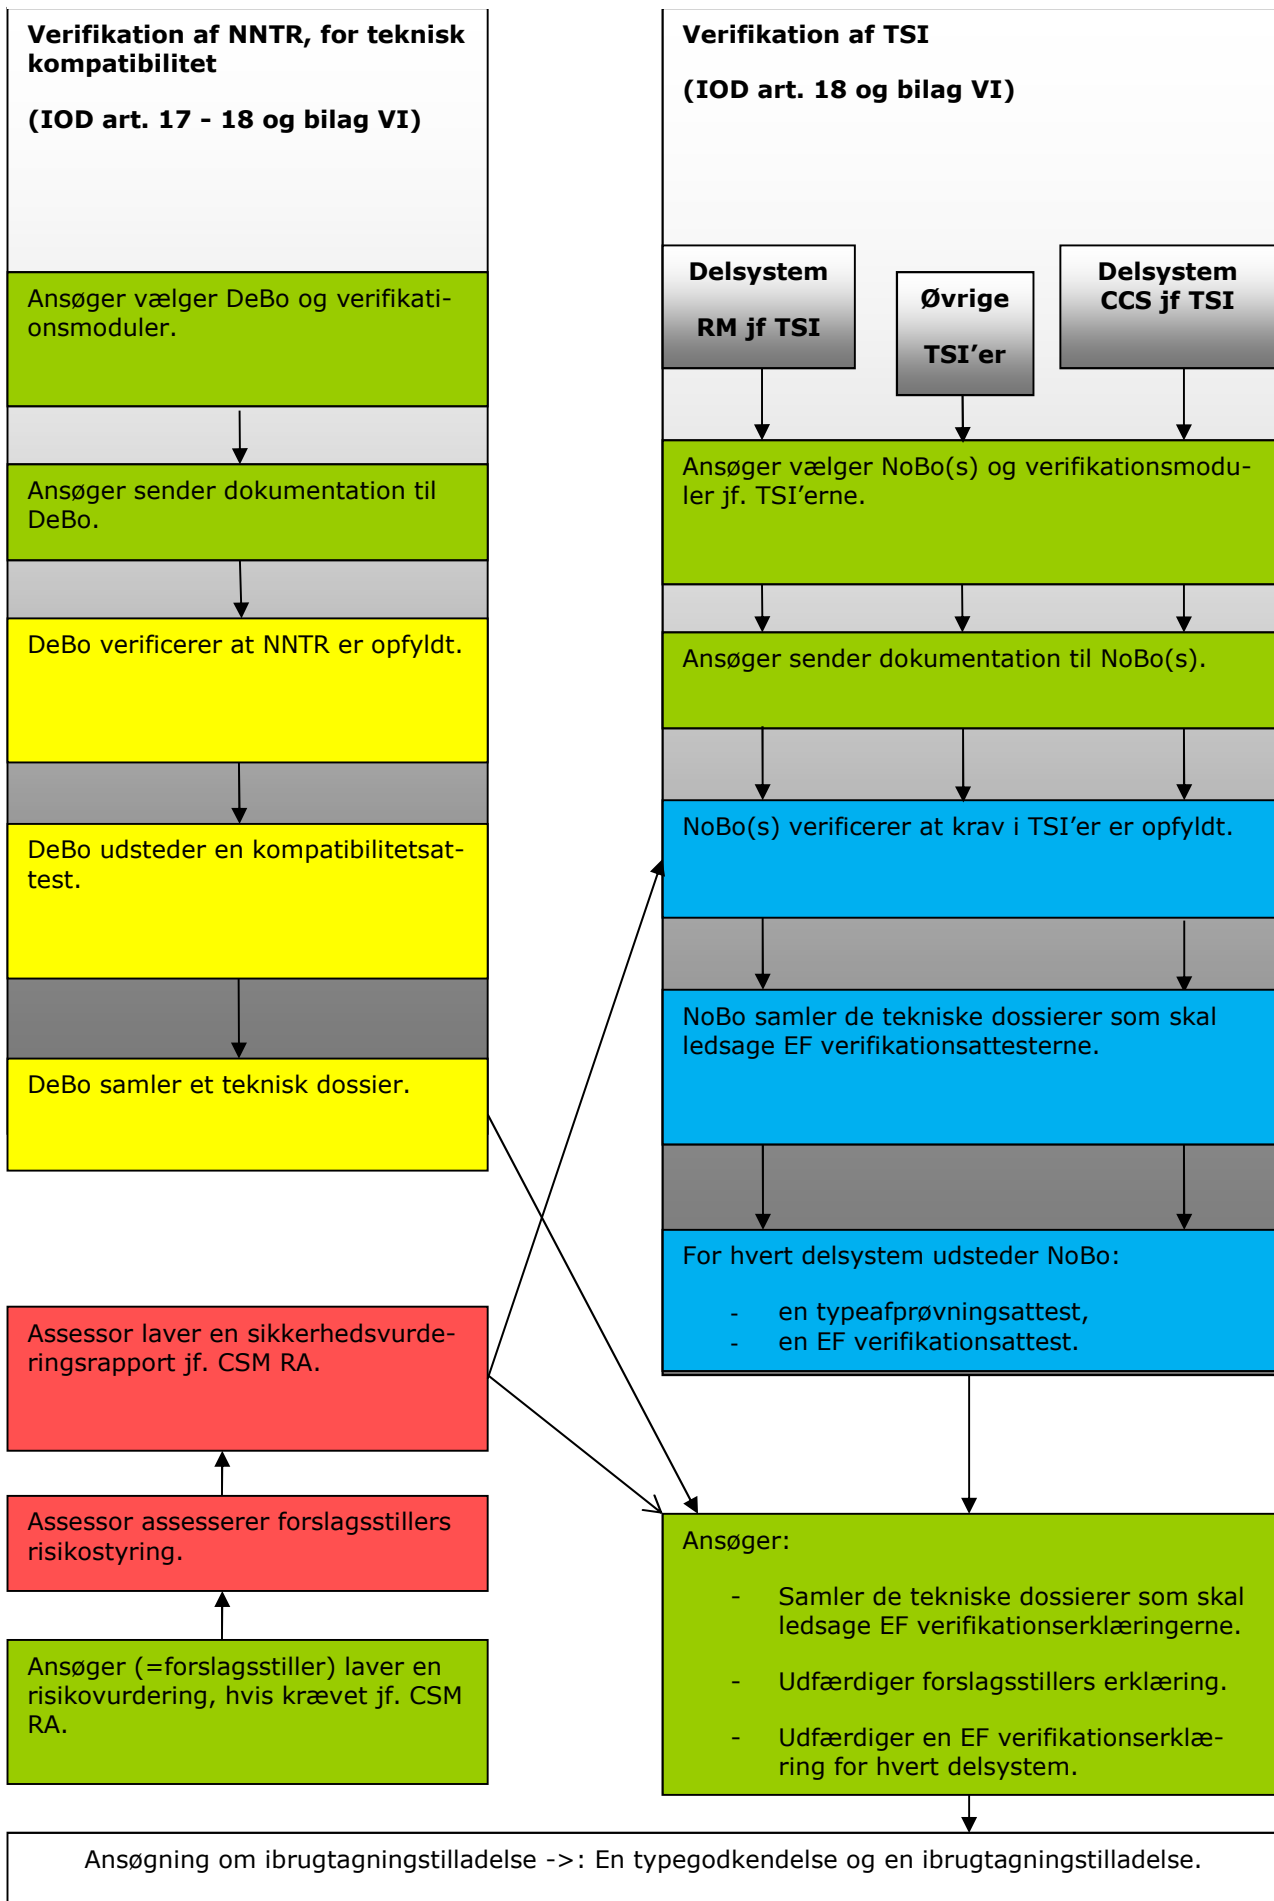 Verifikation af NNTR, for teknisk
kompatibilitet
(IOD art. 17 - 18 og bilag VI)
Ansøger vælger DeBo og verifikati-
onsmoduler.
Ansøger sender dokumentation til
DeBo.
DeBo verificerer at NNTR er opfyldt.
DeBo udsteder en kompatibilitetsat-
test.
DeBo samler et teknisk dossier.
Assessor laver en sikkerhedsvurde-
ringsrapport jf. CSM RA.
Assessor assesserer forslagsstillers
risikostyring.
Ansøger (=forslagsstiller) laver en
risikovurdering, hvis krævet jf. CSM
RA.
Verifikation af TSI
(IOD art. 18 og bilag VI)
Delsystem
RM jf TSI
Øvrige
TSI’er
Delsystem
CCS jf TSI
Ansøger vælger NoBo(s) og verifikationsmodu-
ler jf. TSI’erne.
Ansøger sender dokumentation til NoBo(s).
NoBo(s) verificerer at krav i TSI’er er opfyldt.
NoBo samler de tekniske dossierer som skal
ledsage EF verifikationsattesterne.
For hvert delsystem udsteder NoBo:
- en typeafprøvningsattest,
- en EF verifikationsattest.
Ansøger:
- Samler de tekniske dossierer som skal
ledsage EF verifikationserklæringerne.
- Udfærdiger forslagsstillers erklæring.
- Udfærdiger en EF verifikationserklæ-
ring for hvert delsystem.
Ansøgning om ibrugtagningstilladelse ->: En typegodkendelse og en ibrugtagningstilladelse.